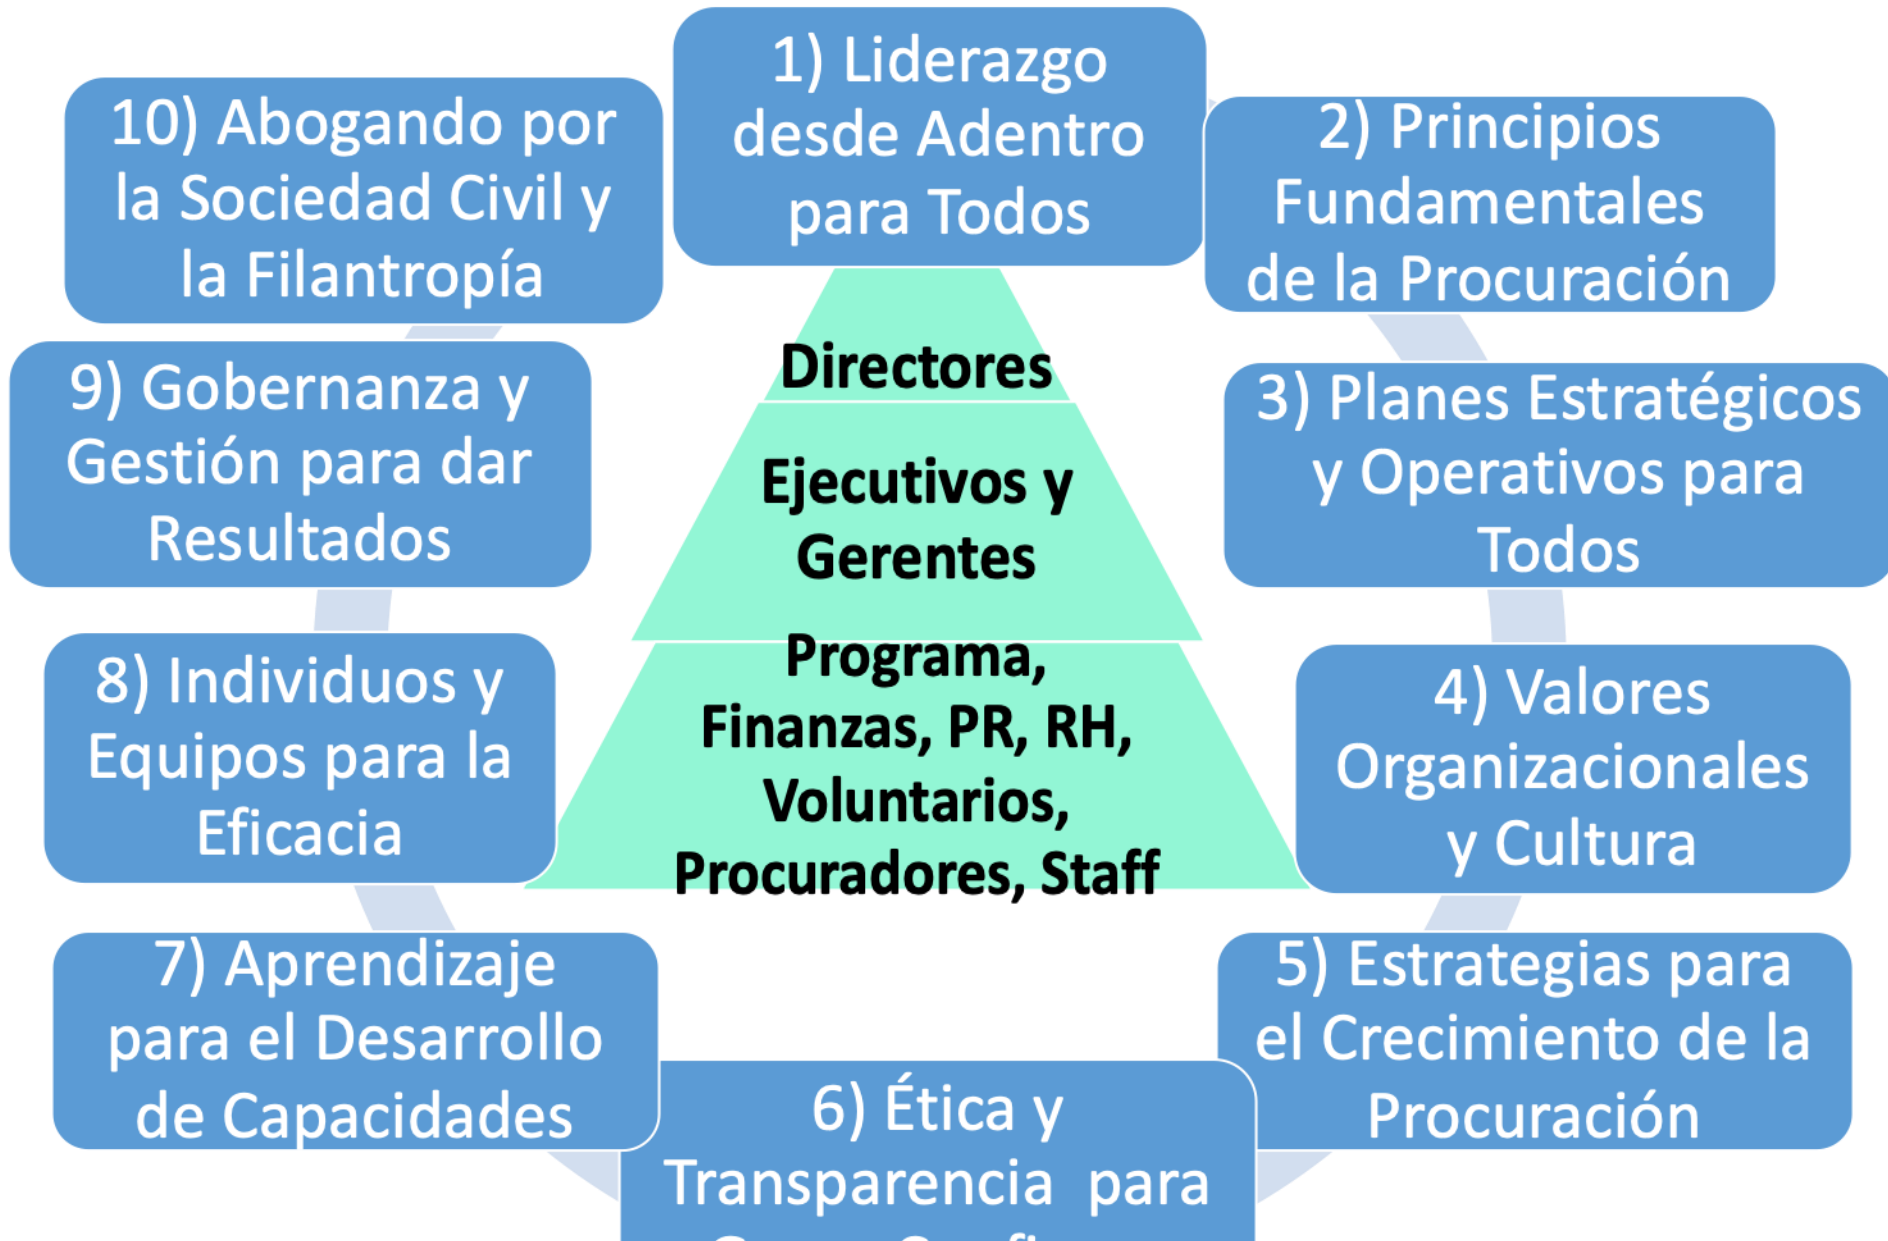 1) Liderazgo
desde Adentro
para Todos
2) Principios
Fundamentales
de la Procuración
3) Planes Estratégicos
y Operativos para
Todos
4) Valores
Organizacionales
y Cultura
5) Estrategias para
el Crecimiento de la
Procuración
6) Ética y
Transparencia para
7) Aprendizaje
para el Desarrollo
de Capacidades
8) Individuos y
Equipos para la
Eficacia
9) Gobernanza y
Gestión para dar
Resultados
10) Abogando por
la Sociedad Civil y
la Filantropía
Directores
Ejecutivos y
Gerentes
Programa,
Finanzas, PR, RH,
Voluntarios,
Procuradores, Staff